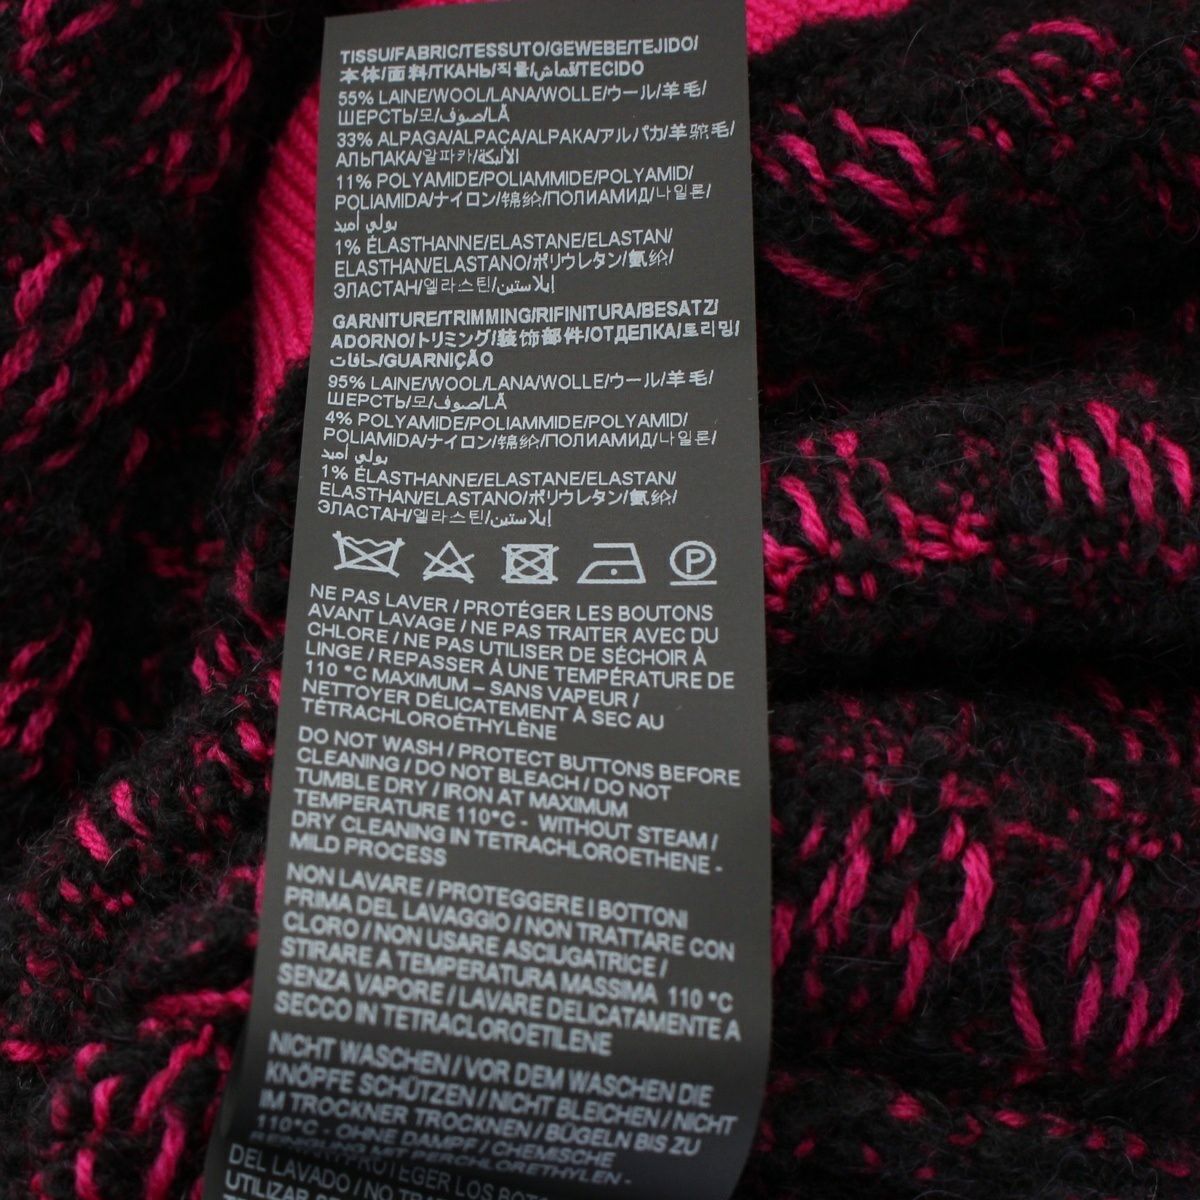 TISSU/FABRIC/TESSUTO/GEWEBE/TEJIDO/
本体/面料/ТКАНЬ/직물/قماش/TECIDO
55% LAINE/WOOL/LANA/WOLLE/ウール/羊毛/
ШЕРСТЬ/모/صوف/LÃ
33% ALPAGA/ALPACA/ALPAKA/アルパカ/羊驼毛/
АЛЬПАКА/알파카/الألبكة
11% POLYAMIDE/POLIAMMIDE/POLYAMID/
POLIAMIDA/ナイロン/锦纶/ПОЛИАМИД/나일론/
بولي أميد
1% ÉLASTHANNE/ELASTANE/ELASTAN/
ELASTHAN/ELASTANO/ポリウレタン/氨纶/
ЭЛАСТАН/엘라스틴/إيلاستين
GARNITURE/TRIMMING/RIFINITURA/BESATZ/
ADORNO/トリミング/装饰部件/ОТДЕЛКА/트리밍/
حافات/GUARNIÇÃO
95% LAINE/WOOL/LANA/WOLLE/ウール/羊毛/
ШЕРСТЬ/모/صوف/LÃ
4% POLYAMIDE/POLIAMMIDE/POLYAMID/
POLIAMIDA/ナイロン/锦纶/ПОЛИАМИД/나일론/
بولي أميد
1% ÉLASTHANNE/ELASTANE/ELASTAN/
ELASTHAN/ELASTANO/ポリウレタン/氨纶/
ЭЛАСТАН/엘라스틴/إيلاستين
P
NE PAS LAVER / PROTÉGER LES BOUTONS
AVANT LAVAGE / NE PAS TRAITER AVEC DU
CHLORE / NE PAS UTILISER DE SÉCHOIR À
LINGE / REPASSER À UNE TEMPÉRATURE DE
110 °C MAXIMUM – SANS VAPEUR /
NETTOYER DÉLICATEMENT À SEC AU
TÉTRACHLOROÉTHYLÈNE
DO NOT WASH / PROTECT BUTTONS BEFORE
CLEANING / DO NOT BLEACH / DO NOT
TUMBLE DRY / IRON AT MAXIMUM
TEMPERATURE 110°C - WITHOUT STEAM /
DRY CLEANING IN TETRACHLOROETHENE -
MILD PROCESS
NON LAVARE / PROTEGGERE I BOTTONI
PRIMA DEL LAVAGGIO / NON TRATTARE CON
CLORO / NON USARE ASCIUGATRICE /
STIRARE A TEMPERATURA MASSIMA 110 °C
SENZA VAPORE / LAVARE DELICATAMENTE A
SECCO IN TETRACLOROETILENE
NICHT WASCHEN / VOR DEM WASCHEN DIE
KNÖPFE SCHÜTZEN / NICHT BLEICHEN / NICHT
IM TROCKNER TROCKNEN / BÜGELN BIS ZU
110°C - OHNE DAMPF / CHEMISCHE
REINIGUNG MIT PERCHLORETHYLEN -
DEL LAVADO / NO
UTILIZAR